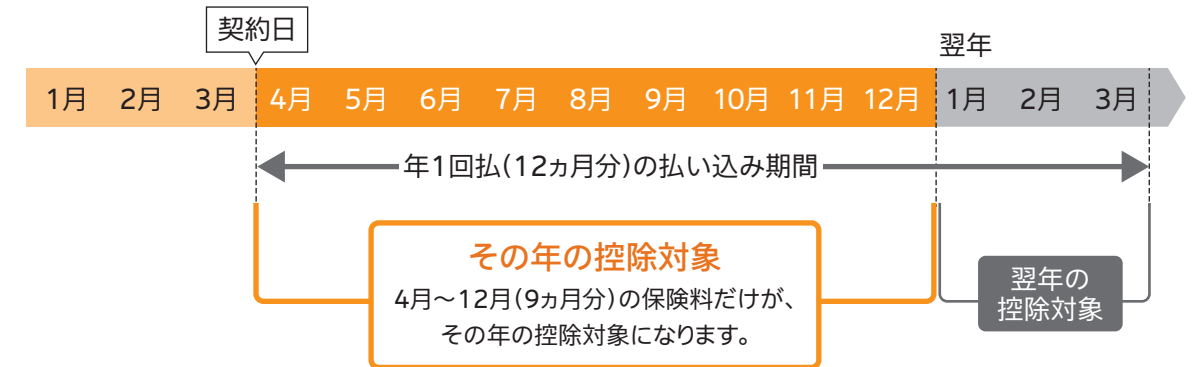 契約日
翌年
1月 2月 3月 4月 5月 6月 7月 8月 9月 10月 11月 12月 1月 2月 3月
年1回払(12ヵ月分)の払い込み期間
その年の控除対象
4月〜12月(9ヵ月分)の保険料だけが、
その年の控除対象になります。
翌年の
控除対象